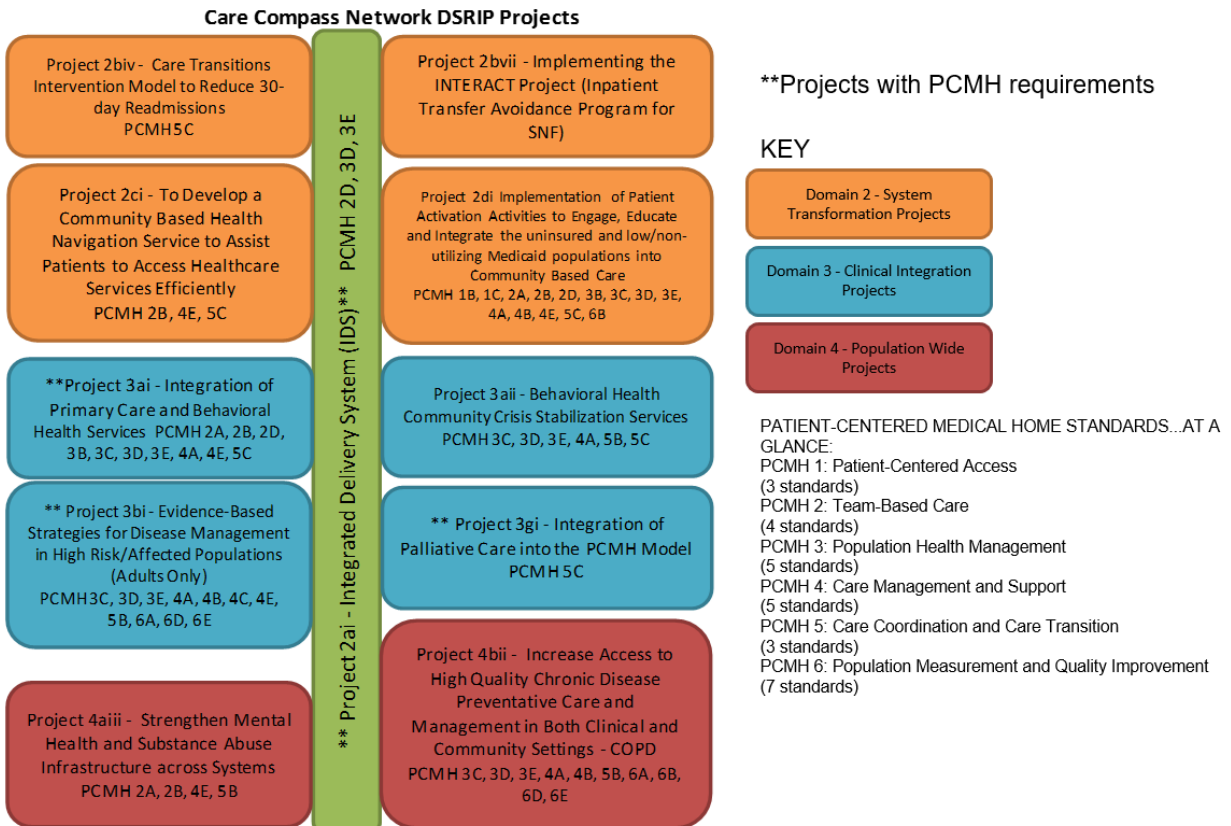 Care Compass Network DSRIP Projects
Project 2biv - Care Transitions
Intervention Model to Reduce 30-
day Readmissions
PCMH 5C
Project 2ci - To Develop a
Community Based Health
Navigation Service to Assist
Patients to Access Healthcare
Services Efficiently
PCMH 2B, 4E, 5C
**Project 3ai - Integration of
Primary Care and Behavioral
Health Services PCMH 2A, 2B, 2D,
3B, 3C, 3D, 3E, 4A, 4E, 5C
** Project 3bi - Evidence-Based
Strategies for Disease Management
in High Risk/Affected Populations
(Adults Only)
PCMH 3C, 3D, 3E, 4A, 4B, 4C, 4E,
5B, 6A, 6D, 6E
Project 4aiii - Strengthen Mental
Health and Substance Abuse
Infrastructure across Systems
PCMH 2A, 2B, 4E, 5B
** Project 2ai - Integrated Delivery System (IDS)** PCMH 2D, 3D, 3E
Project 2bvii - Implementing the
INTERACT Project (Inpatient
Transfer Avoidance Program for
SNF)
Project 2di Implementation of Patient
Activation Activities to Engage, Educate
and Integrate the uninsured and low/non-
utilizing Medicaid populations into
Community Based Care
PCMH 1B, 1C, 2A, 2B, 2D, 3B, 3C, 3D, 3E,
4A, 4B, 4E, 5C, 6B
Project 3aii - Behavioral Health
Community Crisis Stabilization Services
PCMH 3C, 3D, 3E, 4A, 5B, 5C
** Project 3gi - Integration of
Palliative Care into the PCMH Model
PCMH 5C
Project 4bii - Increase Access to
High Quality Chronic Disease
Preventative Care and
Management in Both Clinical and
Community Settings - COPD
PCMH 3C, 3D, 3E, 4A, 4B, 5B, 6A, 6B,
6D, 6E
**Projects with PCMH requirements
KEY
Domain 2 - System
Transformation Projects
Domain 3 - Clinical Integration
Projects
Domain 4 - Population Wide
Projects
PATIENT-CENTERED MEDICAL HOME STANDARDS...AT A
GLANCE:
PCMH 1: Patient-Centered Access
(3 standards)
PCMH 2: Team-Based Care
(4 standards)
PCMH 3: Population Health Management
(5 standards)
PCMH 4: Care Management and Support
(5 standards)
PCMH 5: Care Coordination and Care Transition
(3 standards)
PCMH 6: Population Measurement and Quality Improvement
(7 standards)